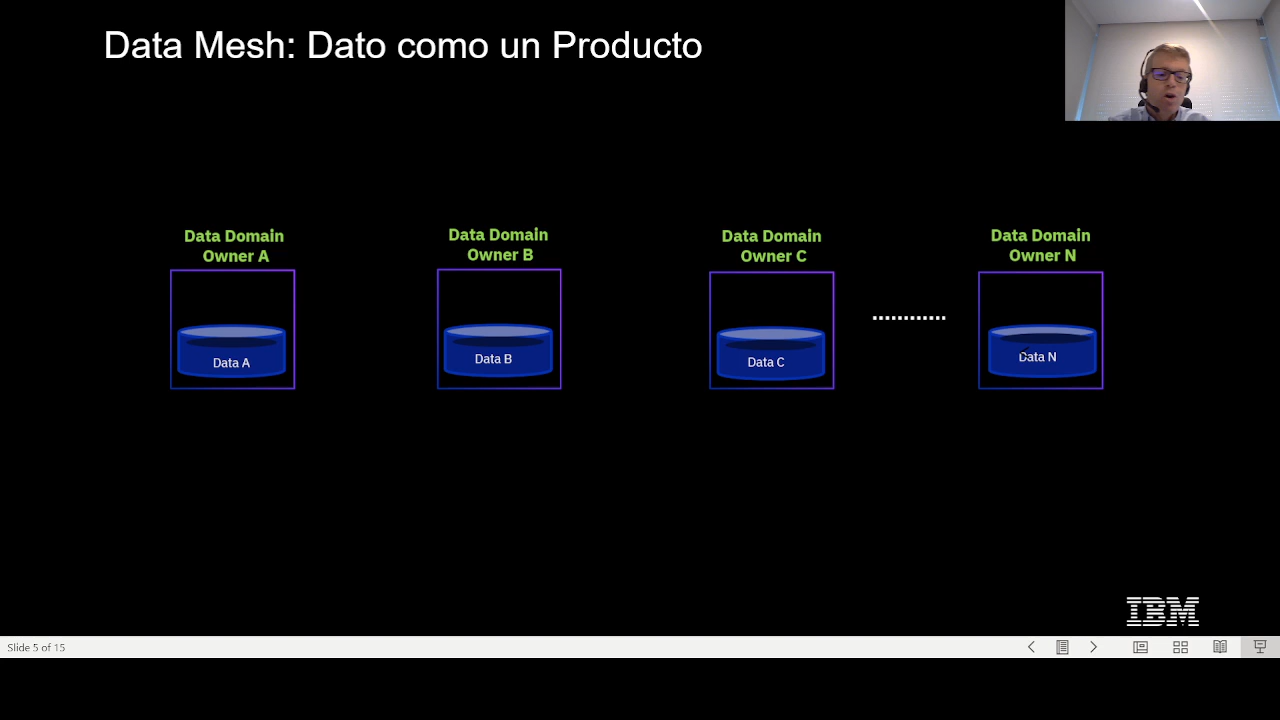 Data Mesh: Dato como un Producto
Data Domain
Owner A
Data Domain
Owner B
Data Domain
Owner C
Data Domain
Owner N
Data A
Data B
Data C
............
Data N
IBM
Slide 5 of 15